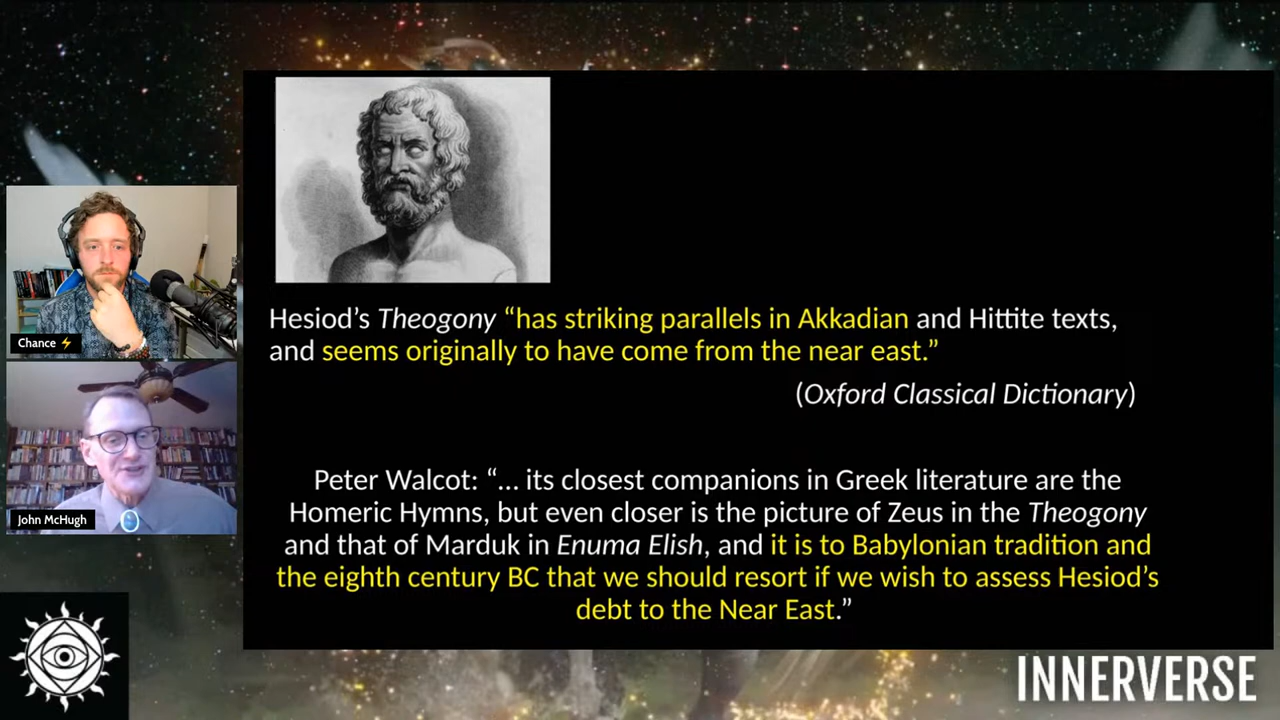 Hesiod's Theogony “has striking parallels in Akkadian and Hittite texts,
and seems originally to have come from the near east.”
(Oxford Classical Dictionary)
Peter Walcot: “... its closest companions in Greek literature are the
Homeric Hymns, but even closer is the picture of Zeus in the Theogony
and that of Marduk in Enuma Elish, and it is to Babylonian tradition and
the eighth century BC that we should resort if we wish to assess Hesiod's
debt to the Near East.”
Chance ⚡
John McHugh
INNERVERSE